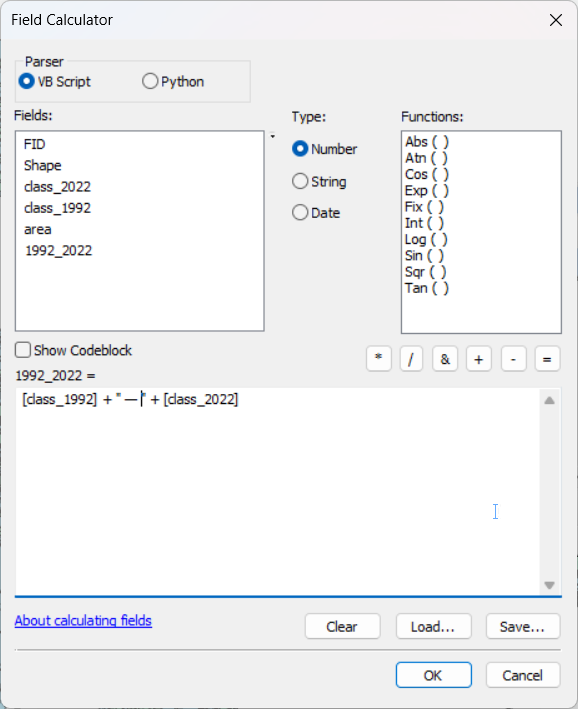 Field Calculator
Parser
VB Script
Python
Fields:
Type:
Functions:
FID
Shape
class_2022
class_1992
area
1992_2022
Number
String
Date
Abs ( )
Atn ( )
Cos ( )
Exp ( )
Fix ( )
Int ( )
Log ( )
Sin ( )
Sqr ( )
Tan ( )
Show Codeblock
* / & + - =
1992_2022 =
[class_1992] + " — " + [class_2022]
About calculating fields
Clear
Load...
Save...
OK
Cancel